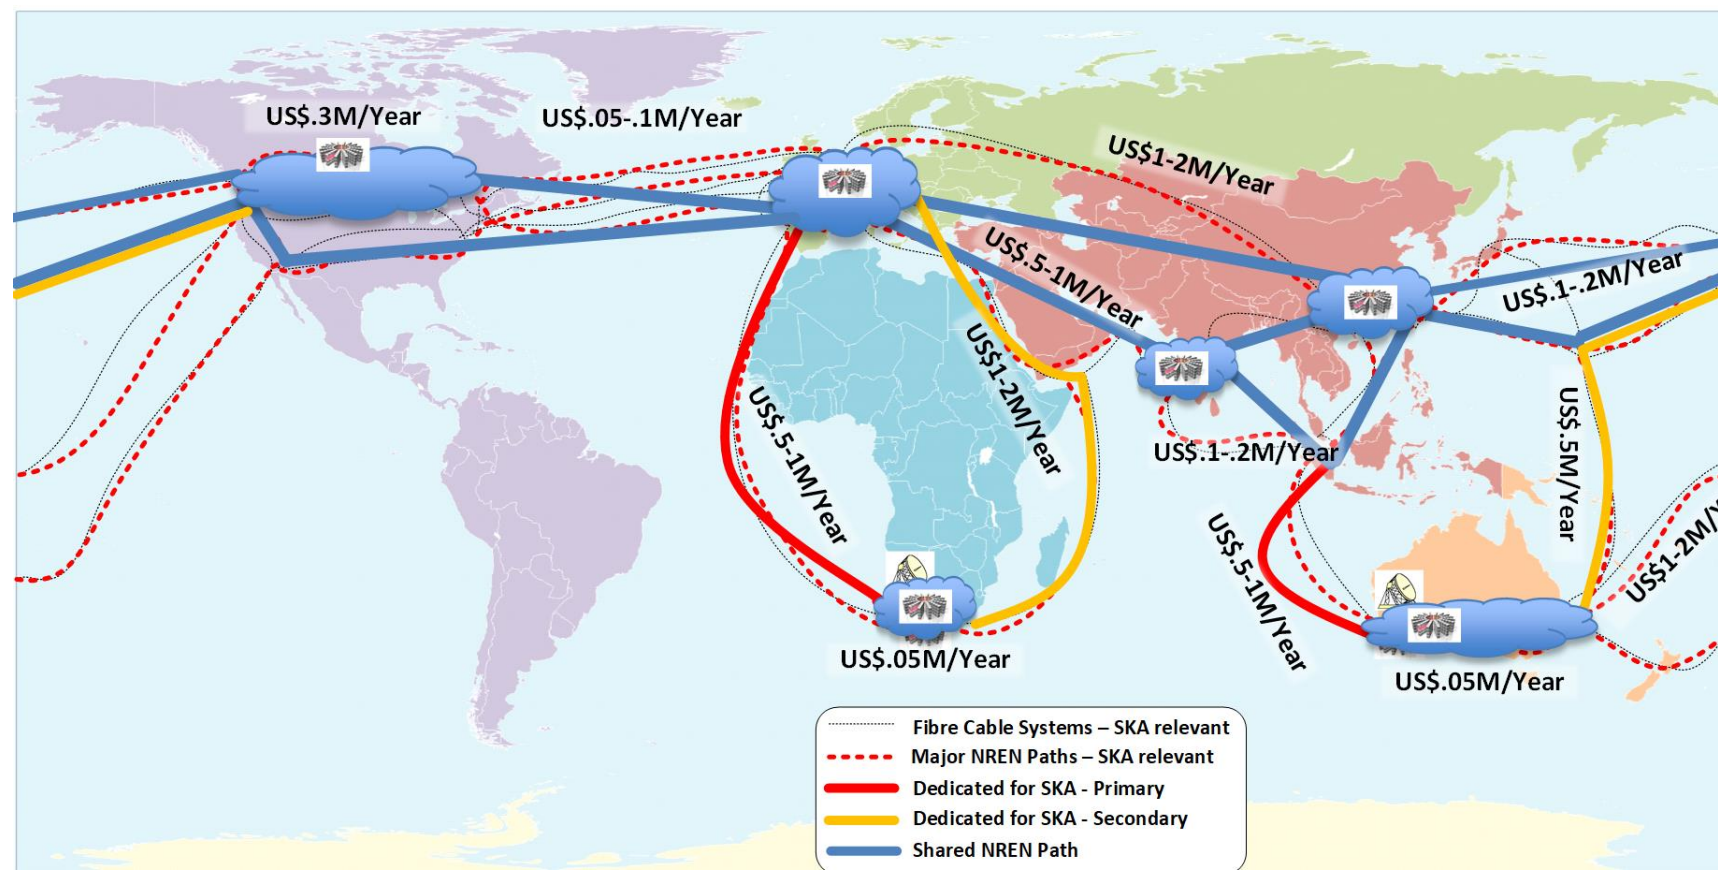 US$.3M/Year
US$.05-.1M/Year
US$1-2M/Year
US$.5-1M/Year
US$.1-.2M/Year
US$1-2M/Year
US$.5-1M/Year
US$.1-.2M/Year
US$.5M/Year
US$.5-1M/Year
US$1-2M/Y
US$.05M/Year
US$.05M/Year
Fibre Cable Systems – SKA relevant
Major NREN Paths – SKA relevant
Dedicated for SKA - Primary
Dedicated for SKA - Secondary
Shared NREN Path